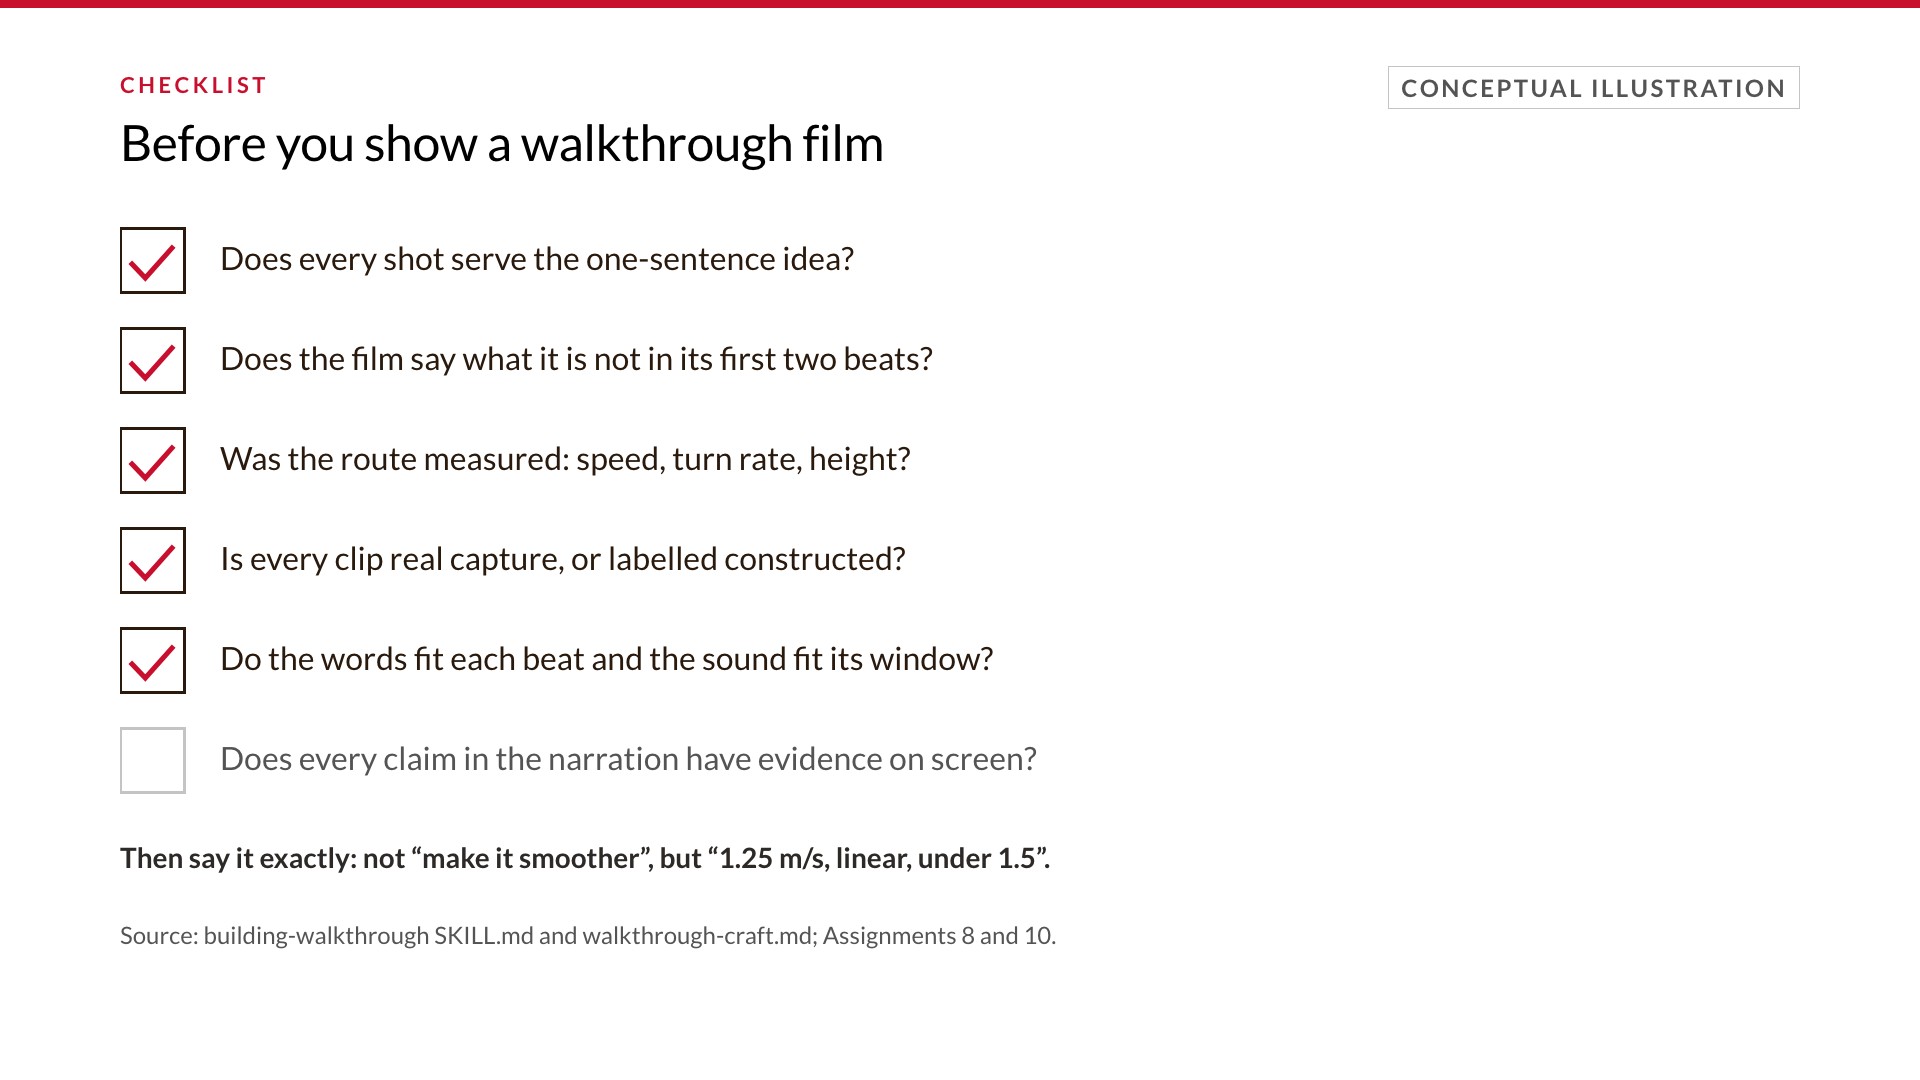 CHECKLIST
CONCEPTUAL ILLUSTRATION
Before you show a walkthrough film
Does every shot serve the one-sentence idea?
Does the film say what it is not in its first two beats?
Was the route measured: speed, turn rate, height?
Is every clip real capture, or labelled constructed?
Do the words fit each beat and the sound fit its window?
Does every claim in the narration have evidence on screen?
Then say it exactly: not “make it smoother”, but “1.25 m/s, linear, under 1.5”.
Source: building-walkthrough SKILL.md and walkthrough-craft.md; Assignments 8 and 10.